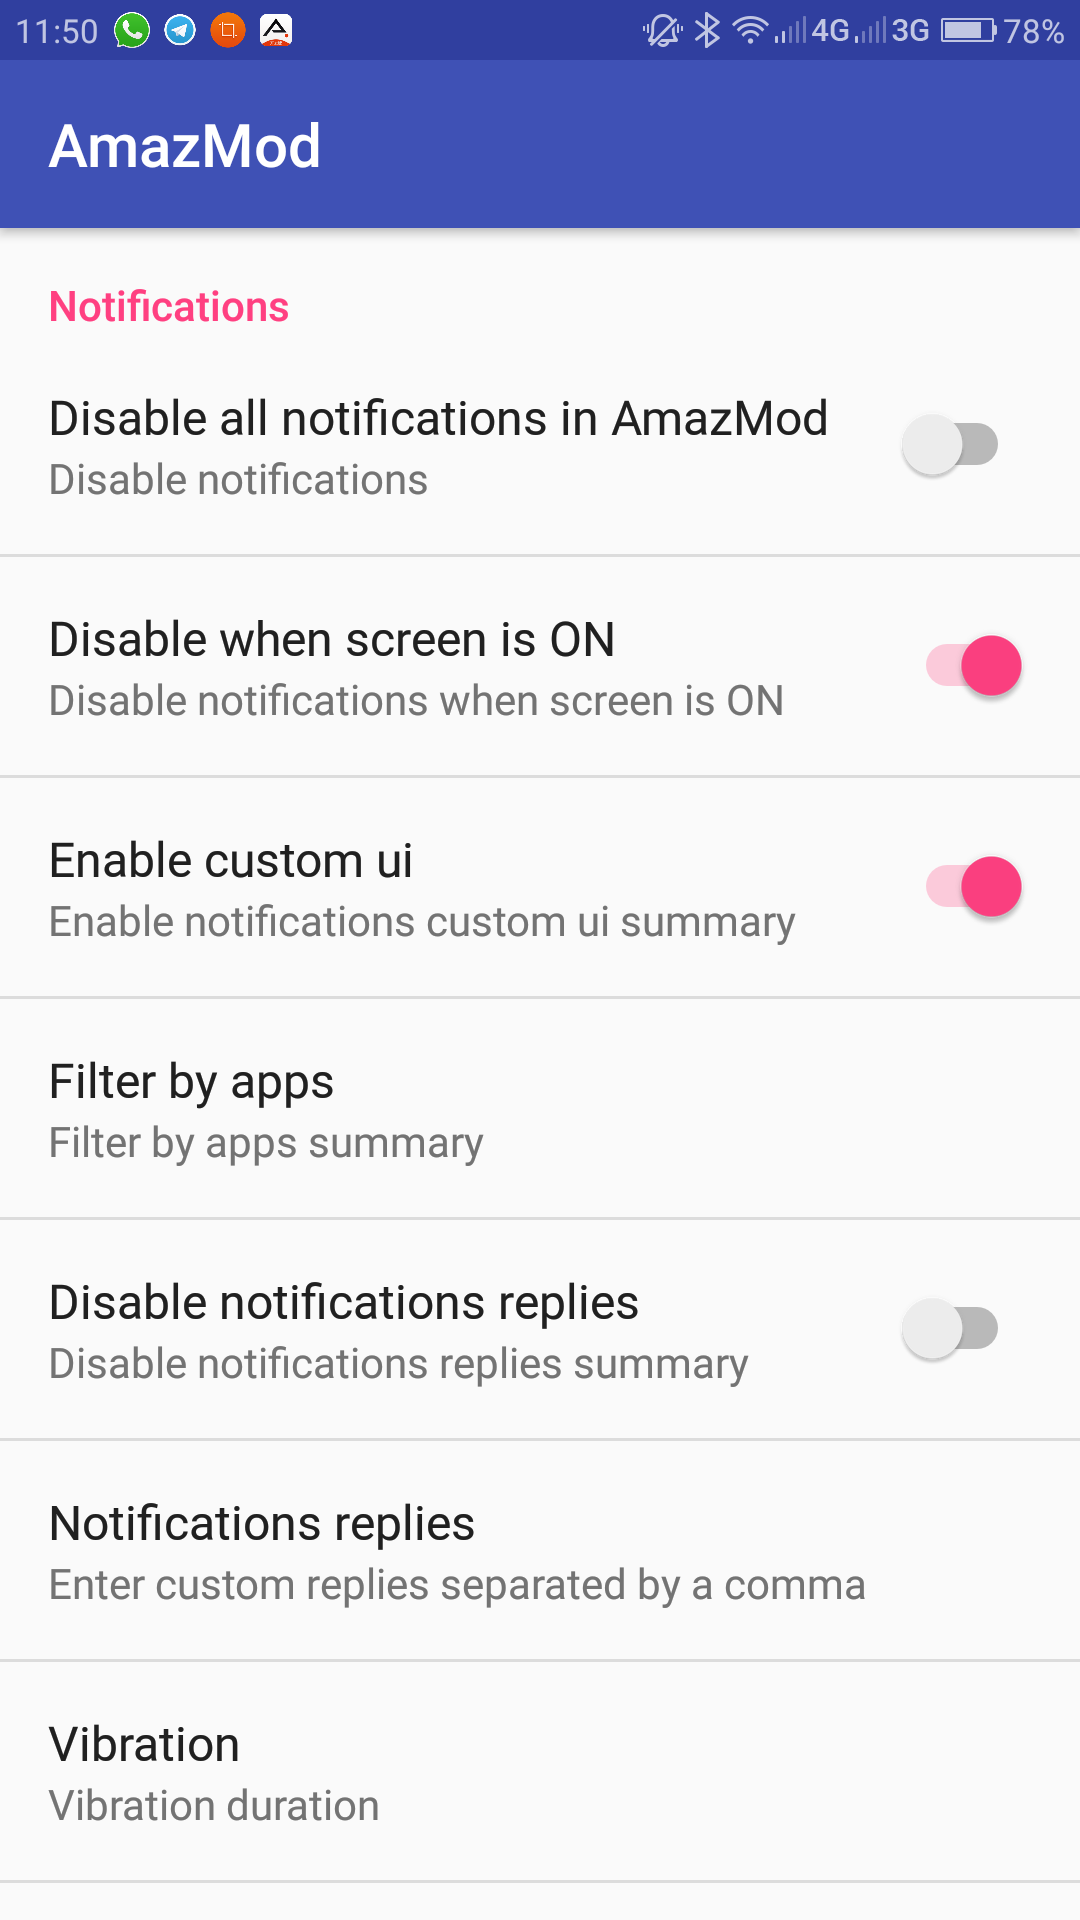 11:50 4G 3G 78%
AmazMod
Notifications
Disable all notifications in AmazMod
Disable notifications
Disable when screen is ON
Disable notifications when screen is ON
Enable custom ui
Enable notifications custom ui summary
Filter by apps
Filter by apps summary
Disable notifications replies
Disable notifications replies summary
Notifications replies
Enter custom replies separated by a comma
Vibration
Vibration duration